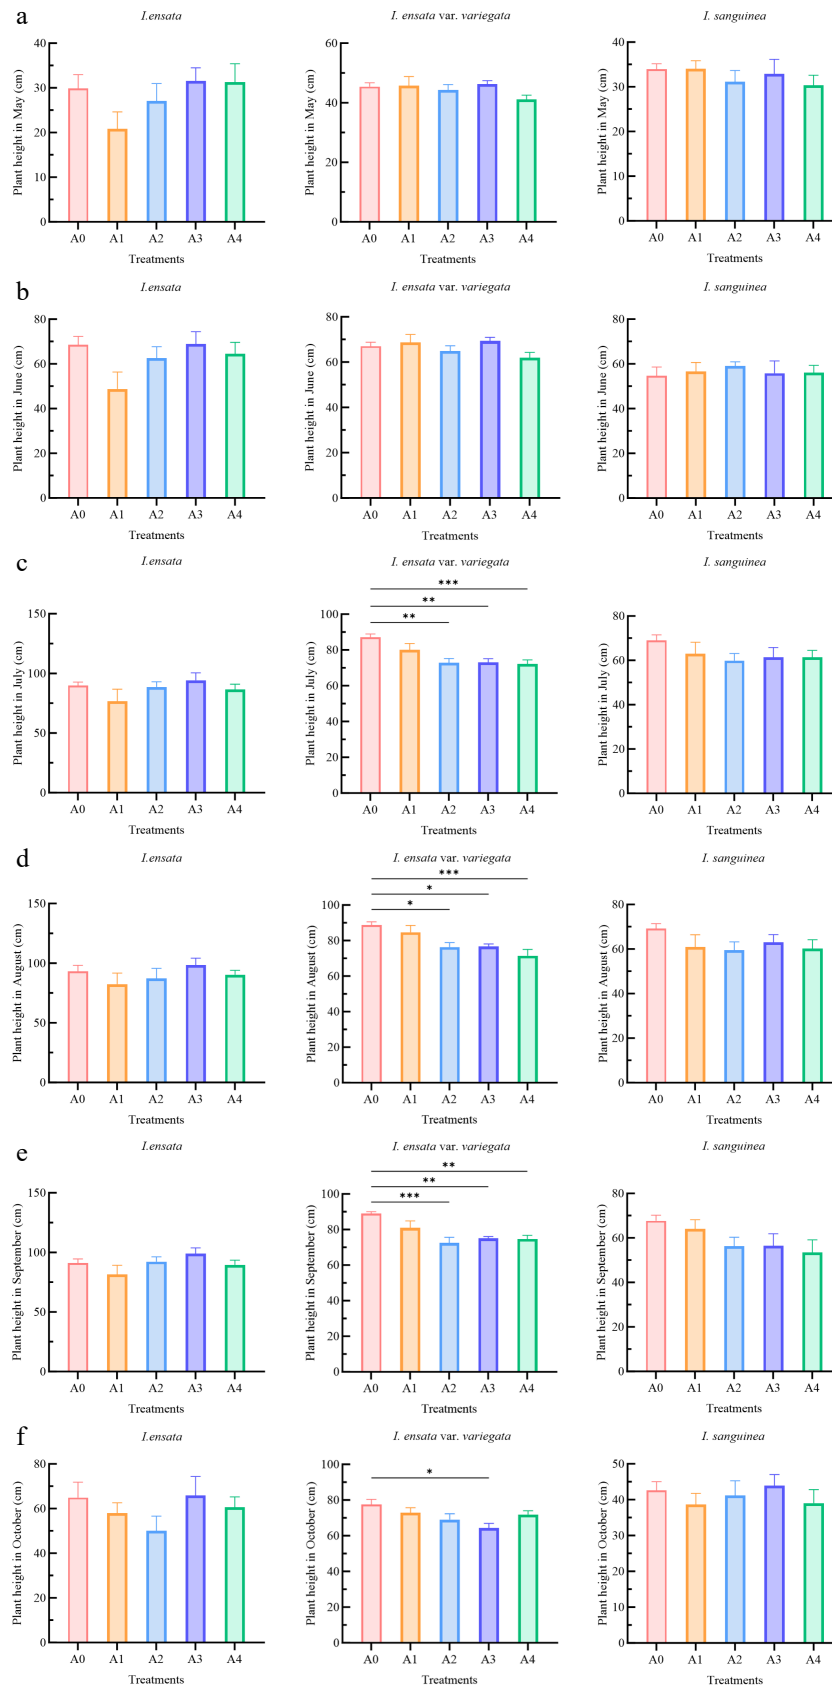 a
I.ensata
Plant height in May (cm)
40
30
20
10
0
A0 A1 A2 A3 A4
Treatments
I. ensata var. variegata
Plant height in May (cm)
60
40
20
0
A0 A1 A2 A3 A4
Treatments
I. sanguinea
Plant height in May (cm)
40
30
20
10
0
A0 A1 A2 A3 A4
Treatments
b
I.ensata
Plant height in June (cm)
80
60
40
20
0
A0 A1 A2 A3 A4
Treatments
I. ensata var. variegata
Plant height in June (cm)
80
60
40
20
0
A0 A1 A2 A3 A4
Treatments
I. sanguinea
Plant height in June (cm)
80
60
40
20
0
A0 A1 A2 A3 A4
Treatments
c
I.ensata
Plant height in July (cm)
150
100
50
0
A0 A1 A2 A3 A4
Treatments
I. ensata var. variegata
***
**
**
Plant height in July (cm)
100
80
60
40
20
0
A0 A1 A2 A3 A4
Treatments
I. sanguinea
Plant height in July (cm)
80
60
40
20
0
A0 A1 A2 A3 A4
Treatments
d
I.ensata
Plant height in August (cm)
150
100
50
0
A0 A1 A2 A3 A4
Treatments
I. ensata var. variegata
***
*
*
Plant height in August (cm)
100
80
60
40
20
0
A0 A1 A2 A3 A4
Treatments
I. sanguinea
Plant height in August (cm)
80
60
40
20
0
A0 A1 A2 A3 A4
Treatments
e
I.ensata
Plant height in September (cm)
150
100
50
0
A0 A1 A2 A3 A4
Treatments
I. ensata var. variegata
**
**
***
Plant height in September (cm)
100
80
60
40
20
0
A0 A1 A2 A3 A4
Treatments
I. sanguinea
Plant height in September (cm)
80
60
40
20
0
A0 A1 A2 A3 A4
Treatments
f
I.ensata
Plant height in October (cm)
80
60
40
20
0
A0 A1 A2 A3 A4
Treatments
I. ensata var. variegata
*
Plant height in October (cm)
100
80
60
40
20
0
A0 A1 A2 A3 A4
Treatments
I. sanguinea
Plant height in October (cm)
50
40
30
20
10
0
A0 A1 A2 A3 A4
Treatments